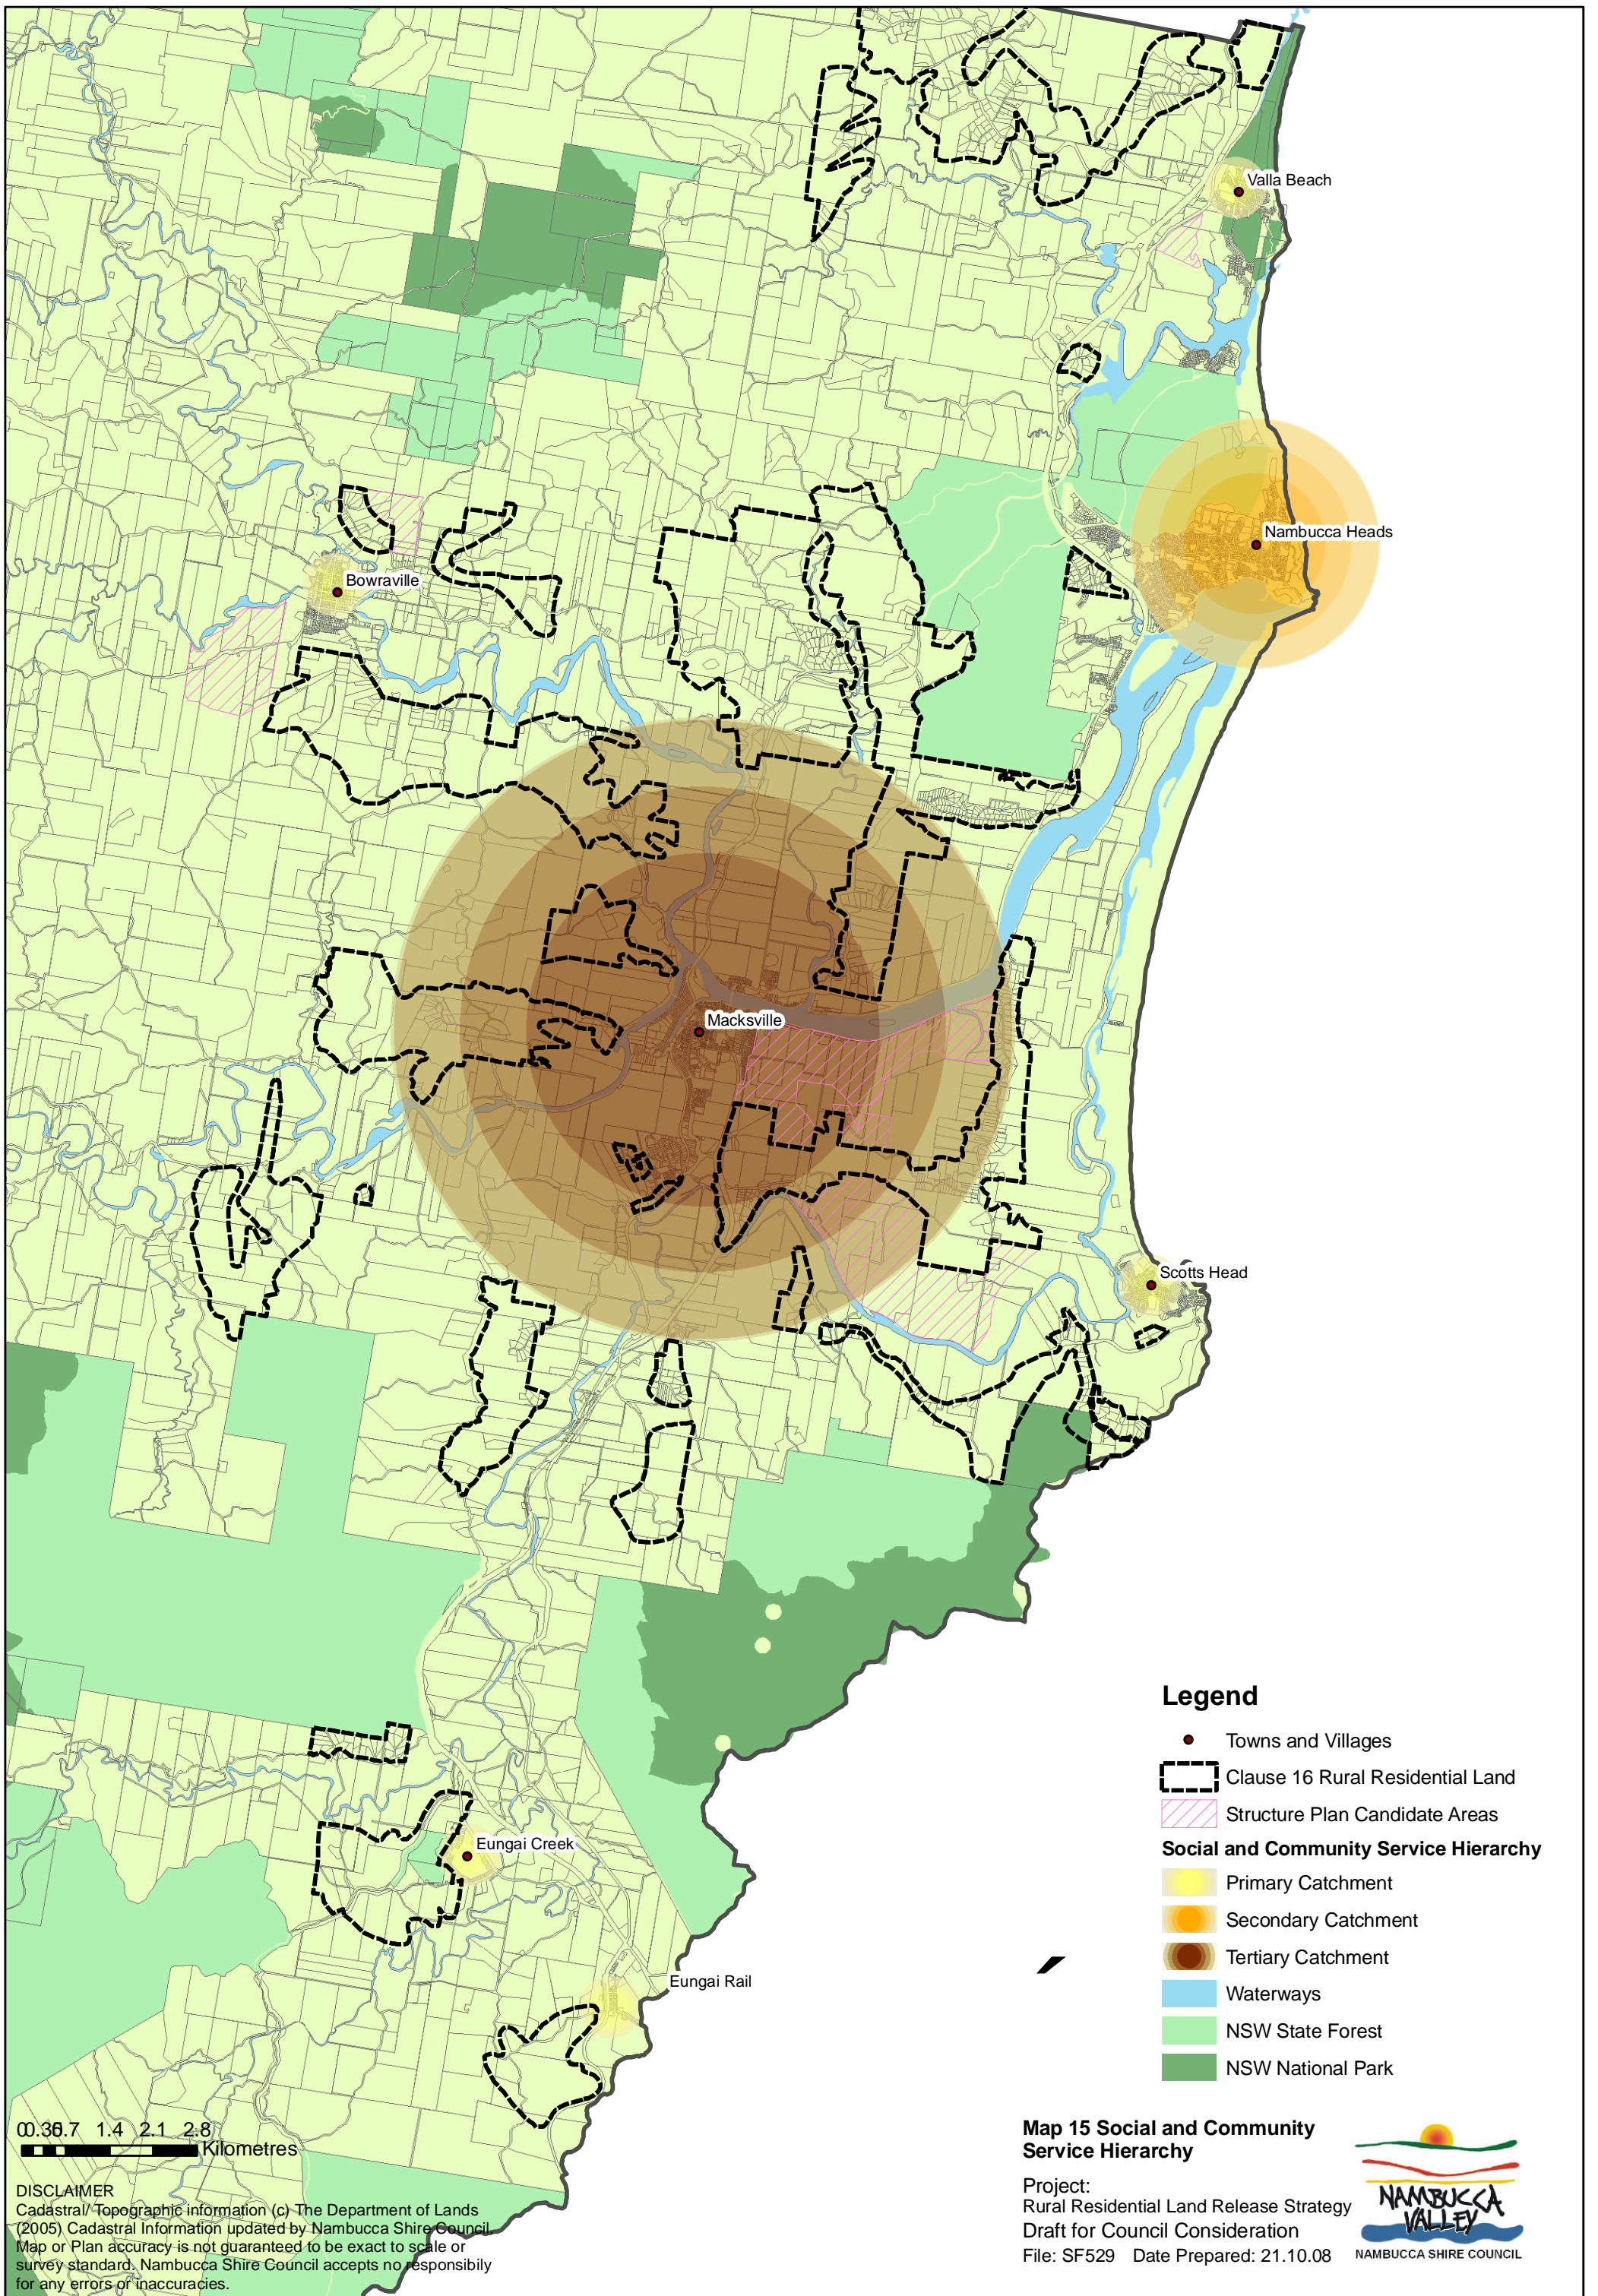 Valla Beach
Nambucca Heads
Bowraville
Macksville
Scotts Head
Eungai Creek
Eungai Rail
Legend
Towns and Villages
Clause 16 Rural Residential Land
Structure Plan Candidate Areas
Social and Community Service Hierarchy
Primary Catchment
Secondary Catchment
Tertiary Catchment
Waterways
NSW State Forest
NSW National Park
0 0.35 0.7 1.4 2.1 2.8
Kilometres
DISCLAIMER
Cadastral/ Topographic information (c) The Department of Lands
(2005) Cadastral Information updated by Nambucca Shire Council.
Map or Plan accuracy is not guaranteed to be exact to scale or
survey standard. Nambucca Shire Council accepts no responsibily
for any errors or inaccuracies.
Map 15 Social and Community
Service Hierarchy
Project:
Rural Residential Land Release Strategy
Draft for Council Consideration
File: SF529 Date Prepared: 21.10.08
NAMBUCCA
VALLEY
NAMBUCCA SHIRE COUNCIL